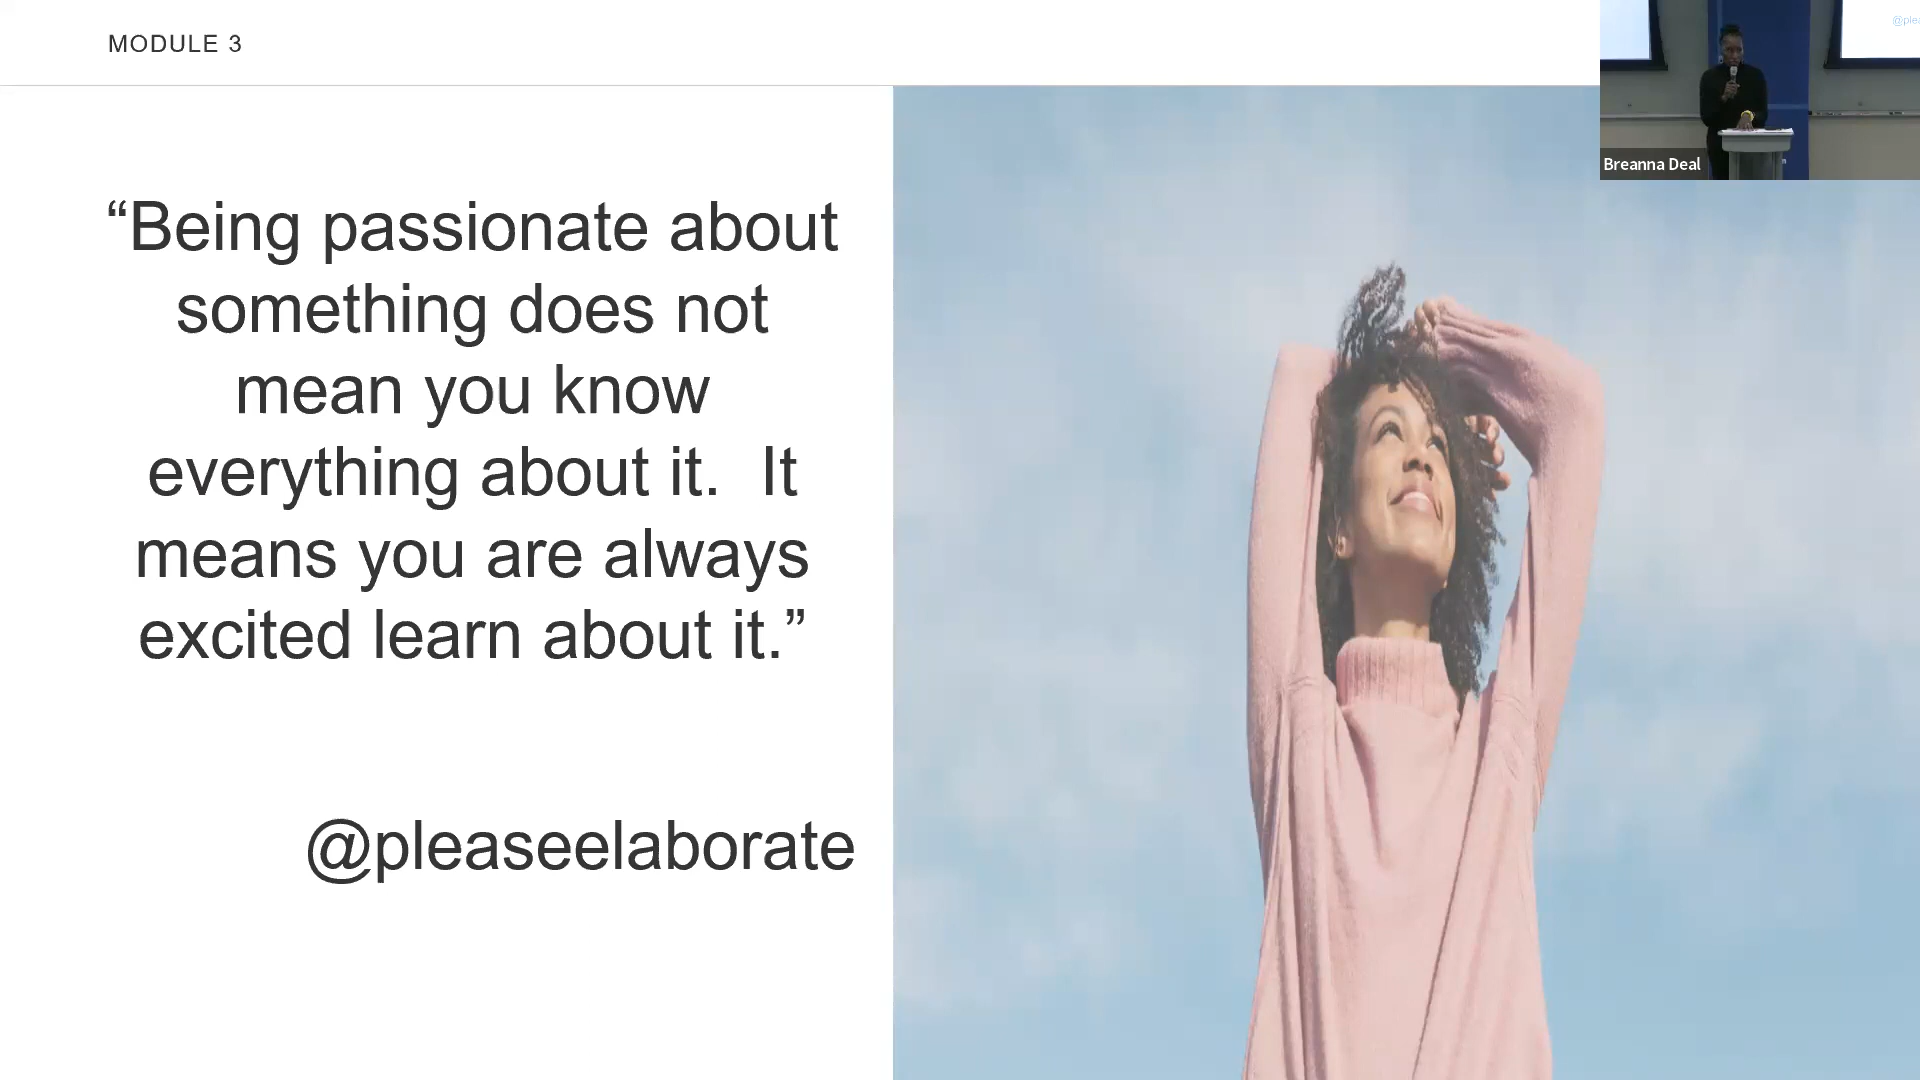 MODULE 3
“Being passionate about
something does not
mean you know
everything about it.  It
means you are always
excited learn about it.”
@pleaseelaborate
Breanna Deal
@plea